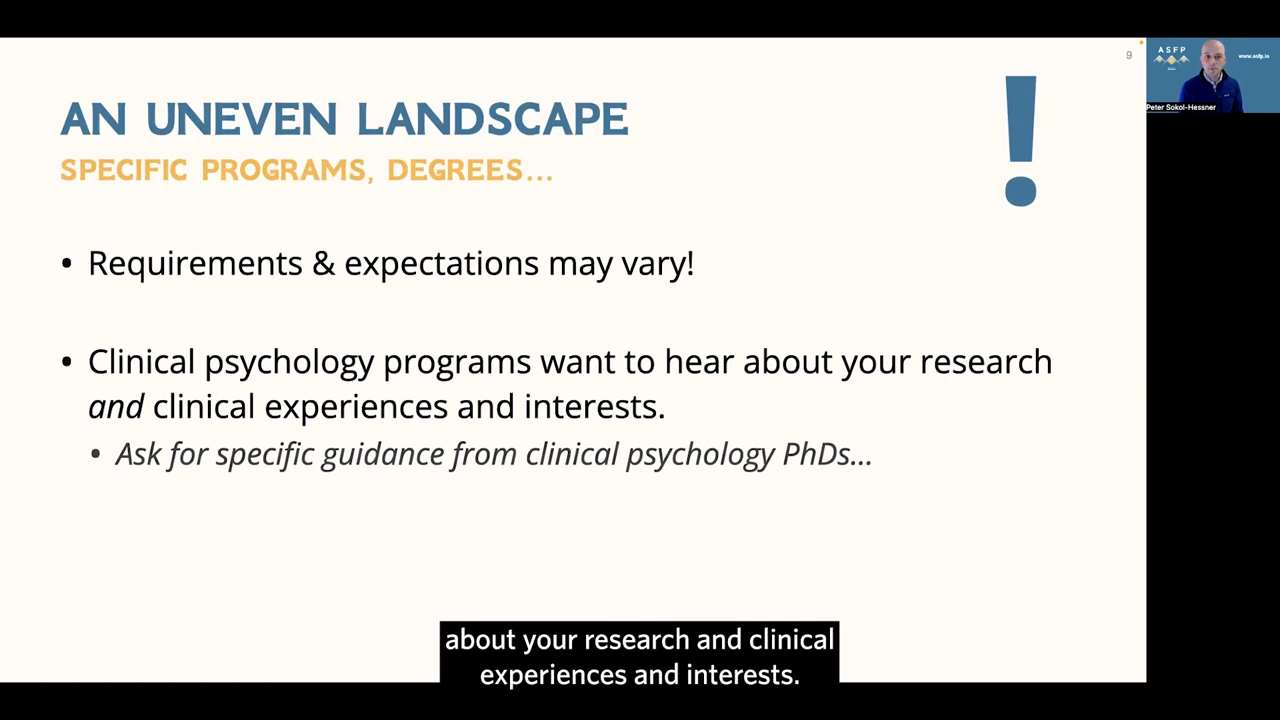 9
AN UNEVEN LANDSCAPE
!
SPECIFIC PROGRAMS, DEGREES...
• Requirements & expectations may vary!
• Clinical psychology programs want to hear about your research
and clinical experiences and interests.
• Ask for specific guidance from clinical psychology PhDs...
about your research and clinical
experiences and interests.
ASFP
www.asfp.io
Peter Sokol-Hessner